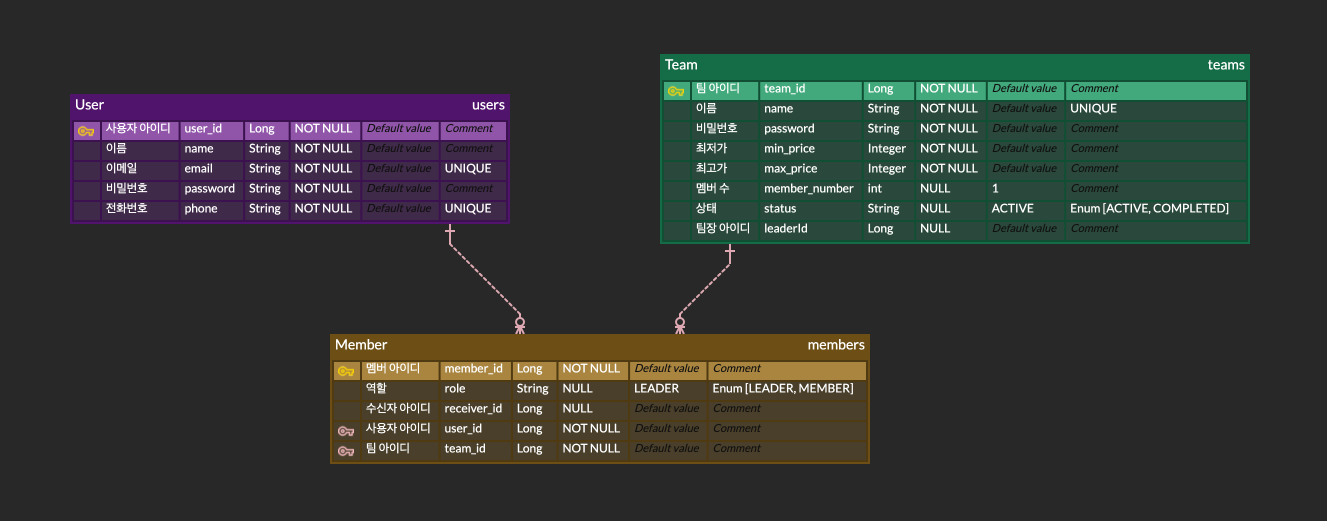 User users
사용자 아이디 user_id Long NOT NULL Default value Comment
이름 name String NOT NULL Default value Comment
이메일 email String NOT NULL Default value UNIQUE
비밀번호 password String NOT NULL Default value Comment
전화번호 phone String NOT NULL Default value UNIQUE
Team teams
팀 아이디 team_id Long NOT NULL Default value Comment
이름 name String NOT NULL Default value UNIQUE
비밀번호 password String NOT NULL Default value Comment
최저가 min_price Integer NOT NULL Default value Comment
최고가 max_price Integer NOT NULL Default value Comment
멤버 수 member_number int NULL 1 Comment
상태 status String NULL ACTIVE Enum [ACTIVE, COMPLETED]
팀장 아이디 leaderId Long NULL Default value Comment
Member members
멤버 아이디 member_id Long NOT NULL Default value Comment
역할 role String NULL LEADER Enum [LEADER, MEMBER]
수신자 아이디 receiver_id Long NULL Default value Comment
사용자 아이디 user_id Long NOT NULL Default value Comment
팀 아이디 team_id Long NOT NULL Default value Comment